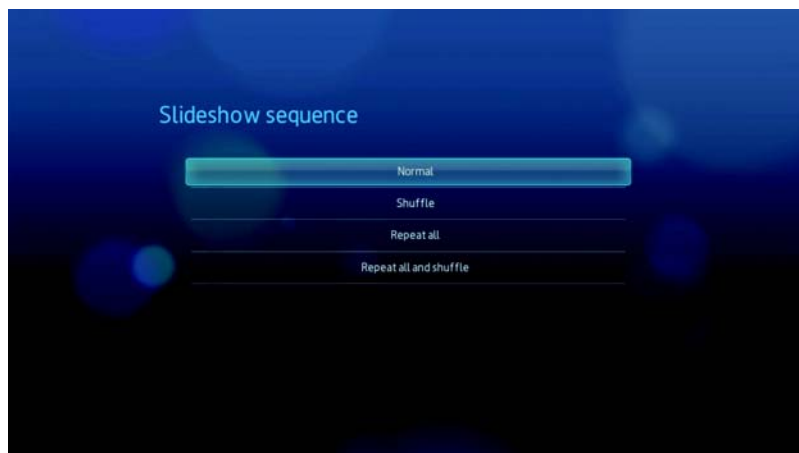 Slideshow sequence
Normal
Shuffle
Repeat all
Repeat all and shuffle